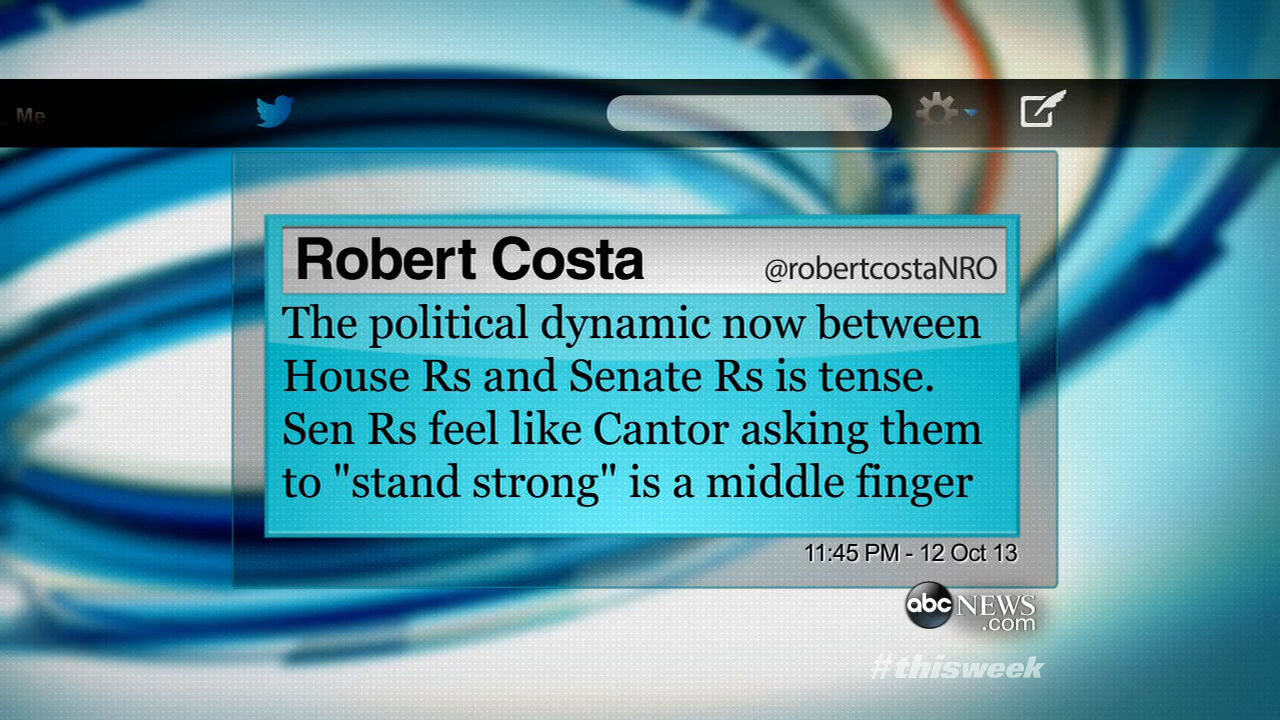 Me
Robert Costa @robertcostaNRO
The political dynamic now between
House Rs and Senate Rs is tense.
Sen Rs feel like Cantor asking them
to "stand strong" is a middle finger
11:45 PM - 12 Oct 13
abc NEWS
.com
#thisweek